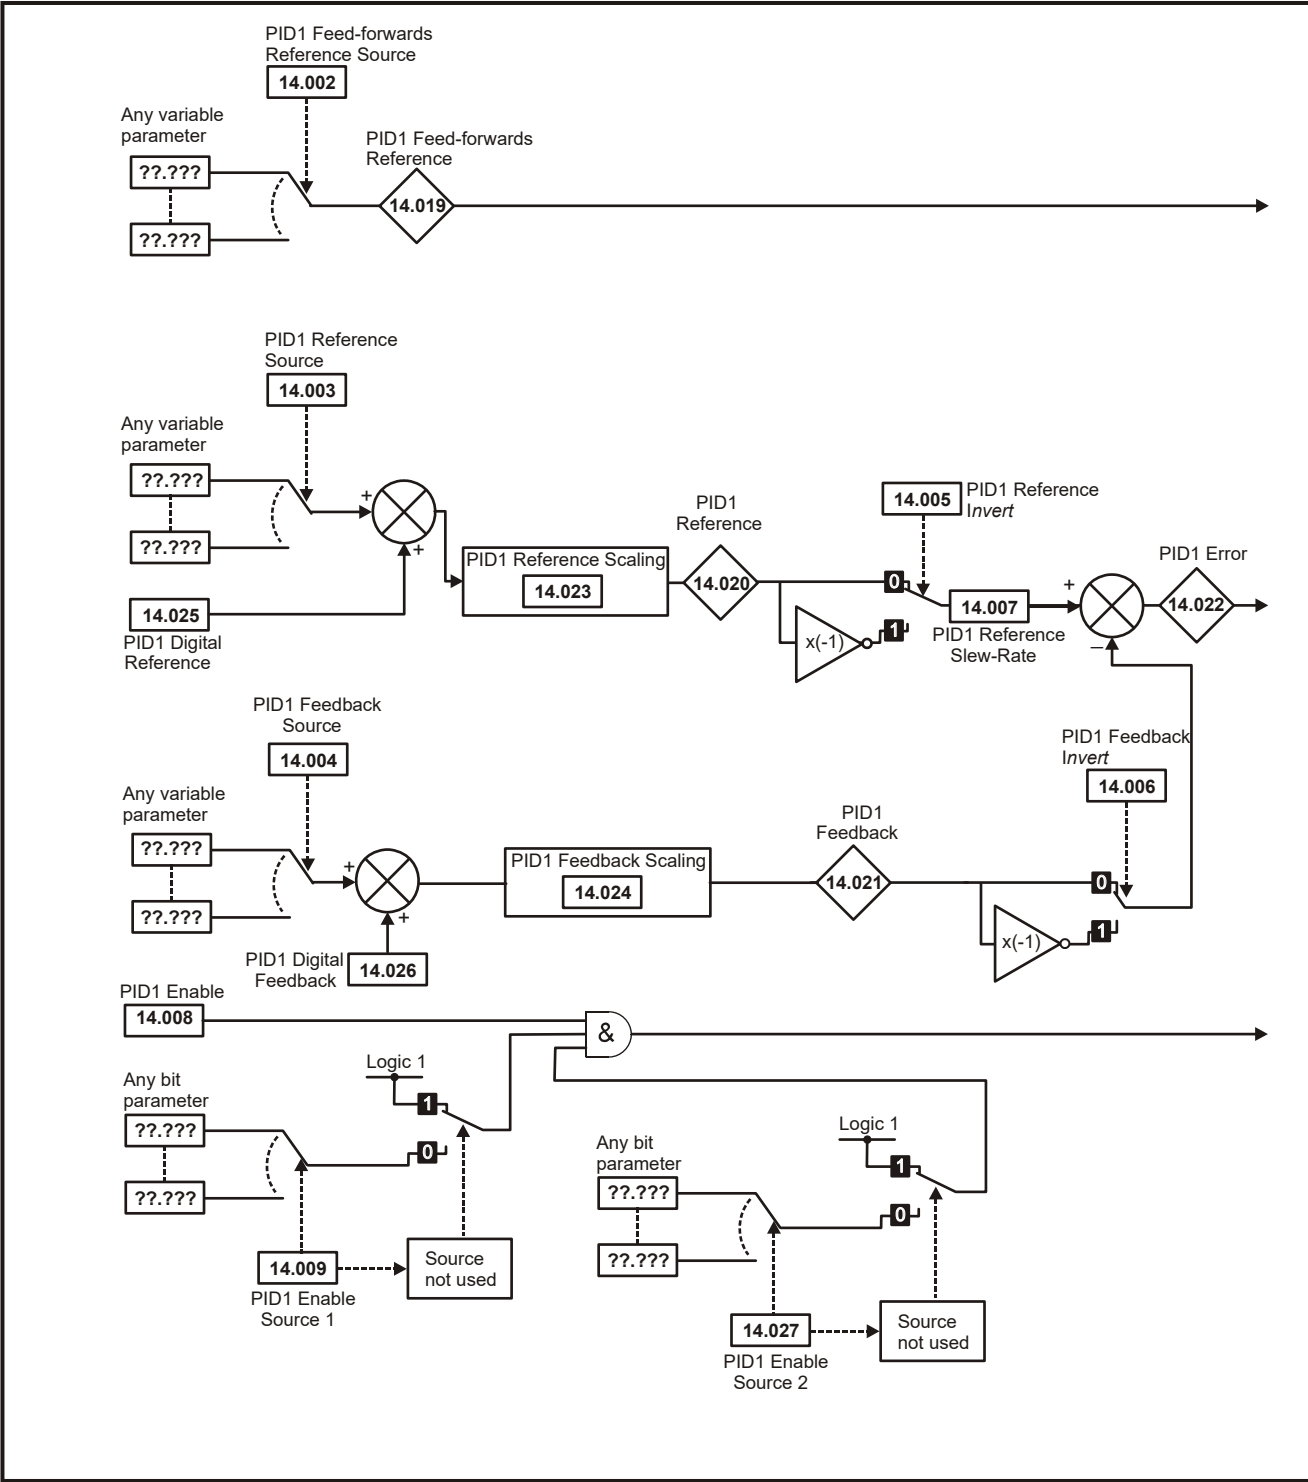 PID1 Feed-forwards
Reference Source
14.002
Any variable
parameter
??.???
??.???
PID1 Feed-forwards
Reference
14.019
PID1 Reference
Source
14.003
Any variable
parameter
??.???
??.???
+
+
14.025
PID1 Digital
Reference
PID1 Reference Scaling
14.023
PID1
Reference
14.020
x(-1)
0
1
14.005
PID1 Reference
Invert
14.007
PID1 Reference
Slew-Rate
+
–
PID1 Error
14.022
PID1 Feedback
Source
14.004
Any variable
parameter
??.???
??.???
+
+
PID1 Digital
Feedback
14.026
PID1 Feedback Scaling
14.024
PID1
Feedback
14.021
x(-1)
0
1
PID1 Feedback
Invert
14.006
PID1 Enable
14.008
&
Any bit
parameter
??.???
??.???
Logic 1
1
0
14.009
PID1 Enable
Source 1
Source
not used
Any bit
parameter
??.???
??.???
Logic 1
1
0
14.027
PID1 Enable
Source 2
Source
not used